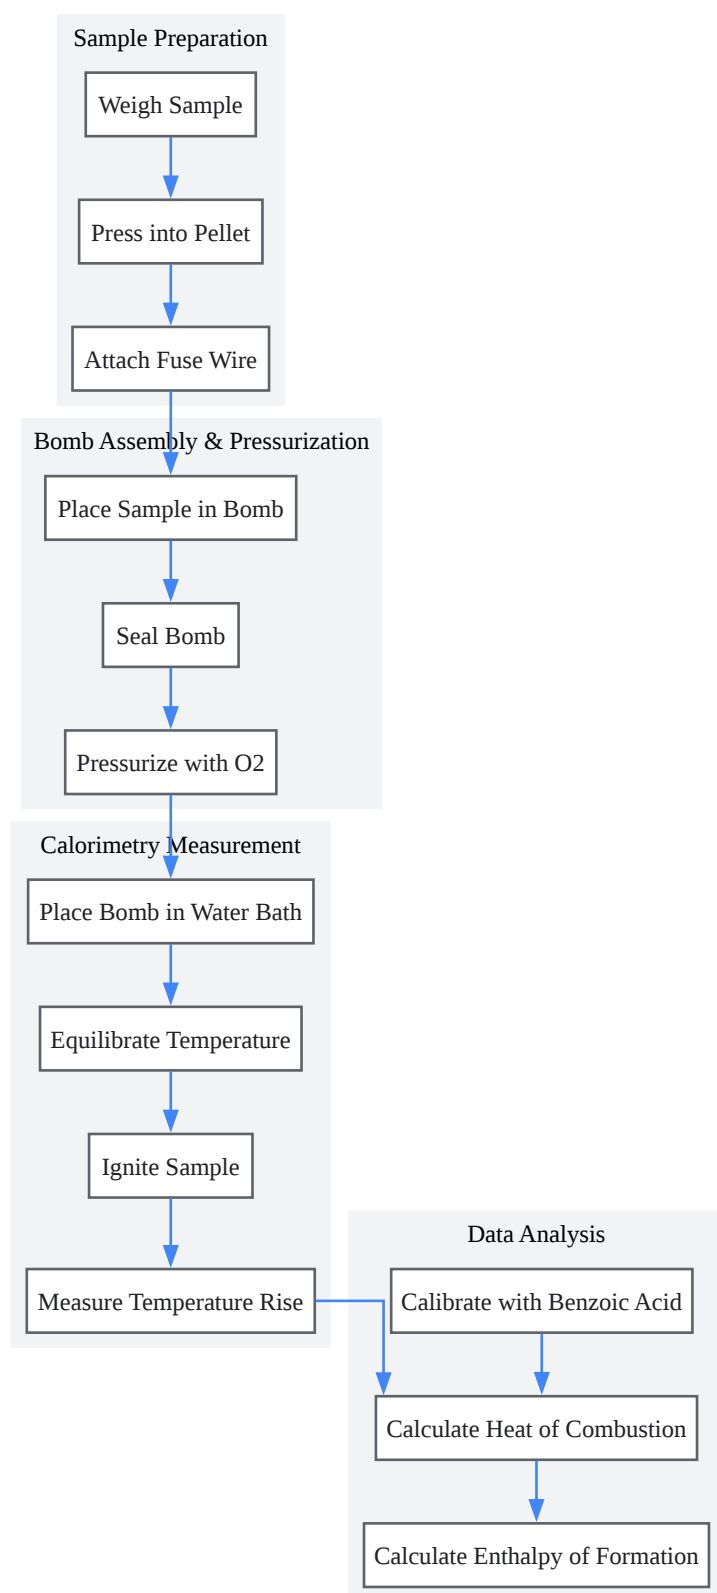 Sample Preparation
Weigh Sample
Press into Pellet
Attach Fuse Wire
Bomb Assembly & Pressurization
Place Sample in Bomb
Seal Bomb
Pressurize with O2
Calorimetry Measurement
Place Bomb in Water Bath
Equilibrate Temperature
Ignite Sample
Measure Temperature Rise
Data Analysis
Calibrate with Benzoic Acid
Calculate Heat of Combustion
Calculate Enthalpy of Formation